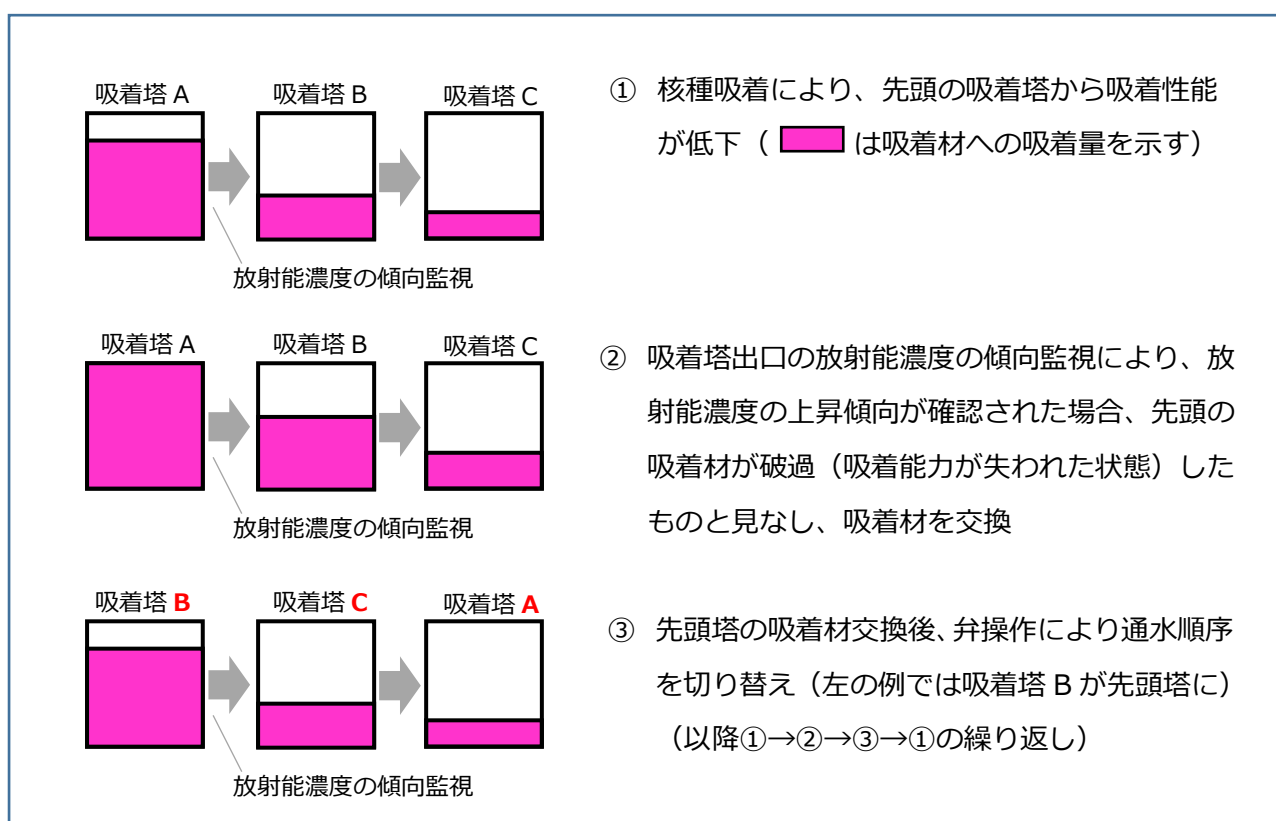 吸着塔 A
吸着塔 B
吸着塔 C
放射能濃度の傾向監視
① 核種吸着により、先頭の吸着塔から吸着性能
が低下（ は吸着材への吸着量を示す）
吸着塔 A
吸着塔 B
吸着塔 C
放射能濃度の傾向監視
② 吸着塔出口の放射能濃度の傾向監視により、放
射能濃度の上昇傾向が確認された場合、先頭の
吸着材が破過（吸着能力が失われた状態）した
ものと見なし、吸着材を交換
吸着塔 B
吸着塔 C
吸着塔 A
放射能濃度の傾向監視
③ 先頭塔の吸着材交換後、弁操作により通水順序
を切り替え（左の例では吸着塔 B が先頭塔に）
（以降①→②→③→①の繰り返し）